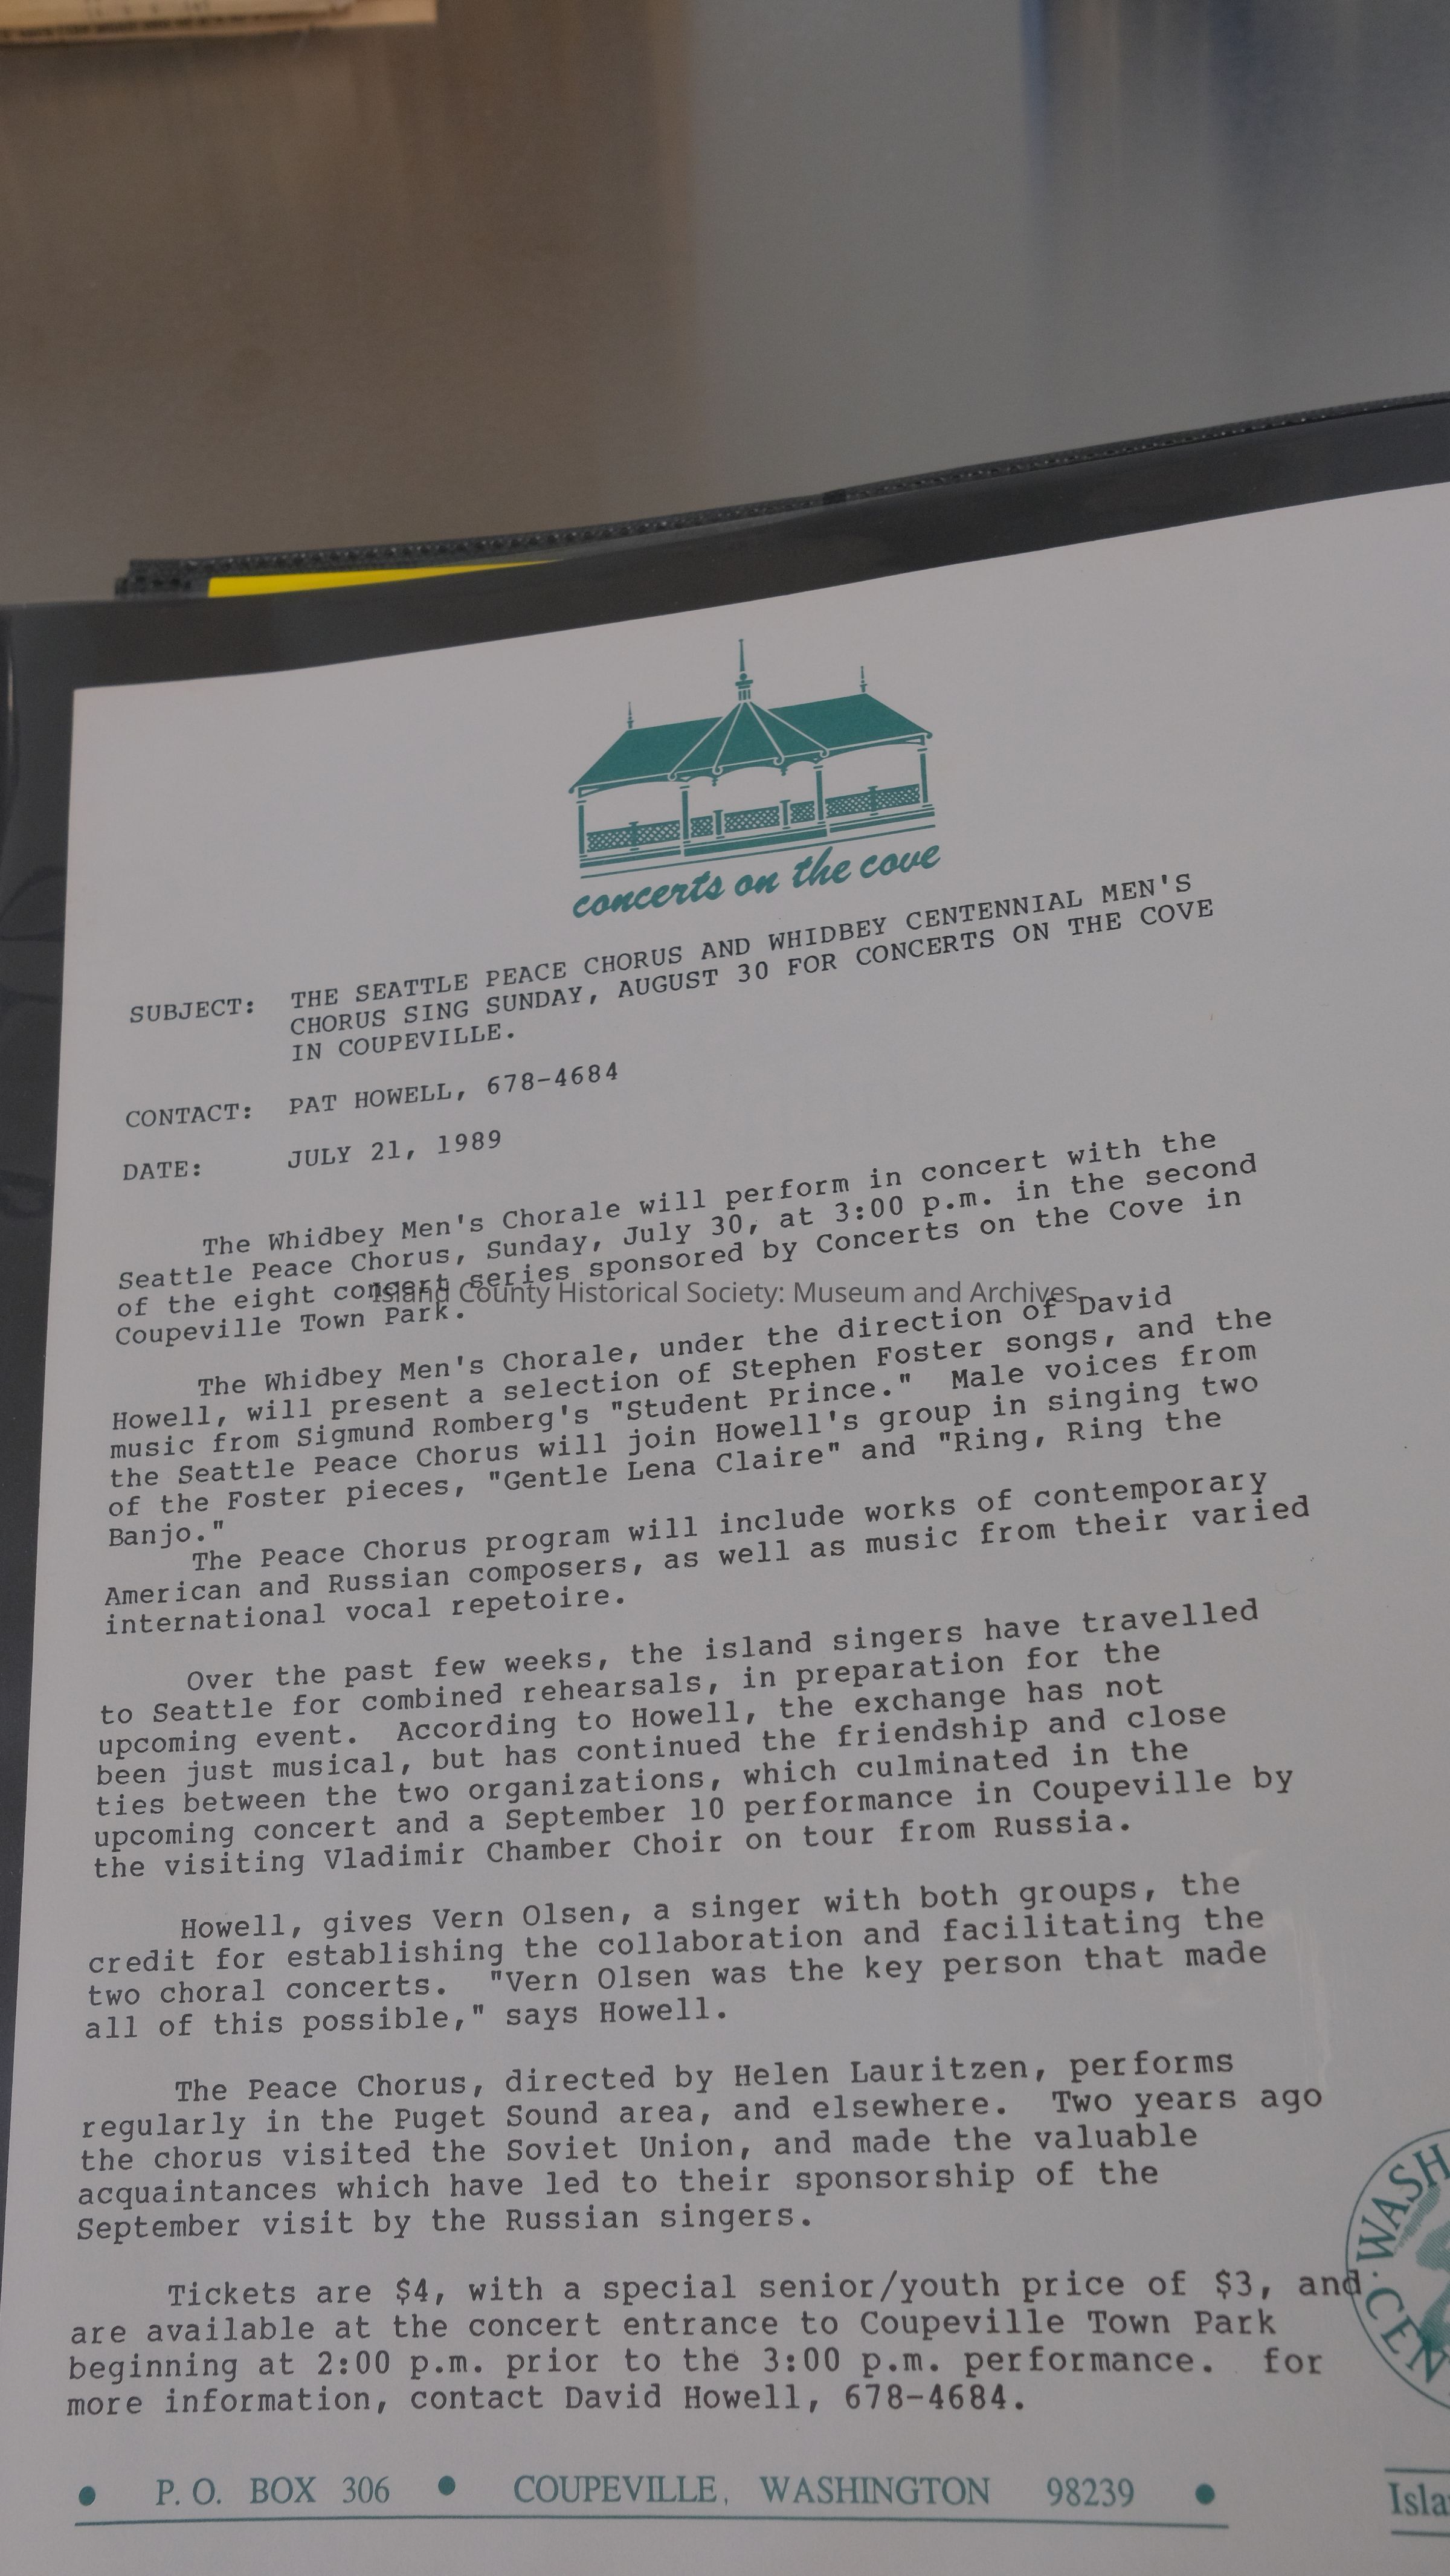 concerts on the cove
SUBJECT: THE SEATTLE PEACE CHORUS AND WHIDBEY CENTENNIAL MEN'S
CHORUS SING SUNDAY, AUGUST 30 FOR CONCERTS ON THE COVE
IN COUPEVILLE.
CONTACT: PAT HOWELL, 678-4684
DATE: JULY 21, 1989
The Whidbey Men's Chorale will perform in concert with the
Seattle Peace Chorus, Sunday, July 30, at 3:00 p.m. in the second
of the eight concert series sponsored by Concerts on the Cove in
Coupeville Town Park.
Island County Historical Society: Museum and Archives
The Whidbey Men's Chorale, under the direction of David
Howell, will present a selection of Stephen Foster songs, and the
music from Sigmund Romberg's "Student Prince." Male voices from
the Seattle Peace Chorus will join Howell's group in singing two
of the Foster pieces, "Gentle Lena Claire" and "Ring, Ring the
Banjo."
The Peace Chorus program will include works of contemporary
American and Russian composers, as well as music from their varied
international vocal repetoire.
Over the past few weeks, the island singers have travelled
to Seattle for combined rehearsals, in preparation for the
upcoming event. According to Howell, the exchange has not
been just musical, but has continued the friendship and close
ties between the two organizations, which culminated in the
upcoming concert and a September 10 performance in Coupeville by
the visiting Vladimir Chamber Choir on tour from Russia.
Howell, gives Vern Olsen, a singer with both groups, the
credit for establishing the collaboration and facilitating the
two choral concerts. "Vern Olsen was the key person that made
all of this possible," says Howell.
The Peace Chorus, directed by Helen Lauritzen, performs
regularly in the Puget Sound area, and elsewhere. Two years ago
the chorus visited the Soviet Union, and made the valuable
acquaintances which have led to their sponsorship of the
September visit by the Russian singers.
Tickets are $4, with a special senior/youth price of $3, and
are available at the concert entrance to Coupeville Town Park
beginning at 2:00 p.m. prior to the 3:00 p.m. performance. for
more information, contact David Howell, 678-4684.
WASH
CEN
• P. O. BOX 306 • COUPEVILLE, WASHINGTON 98239 •
Isla